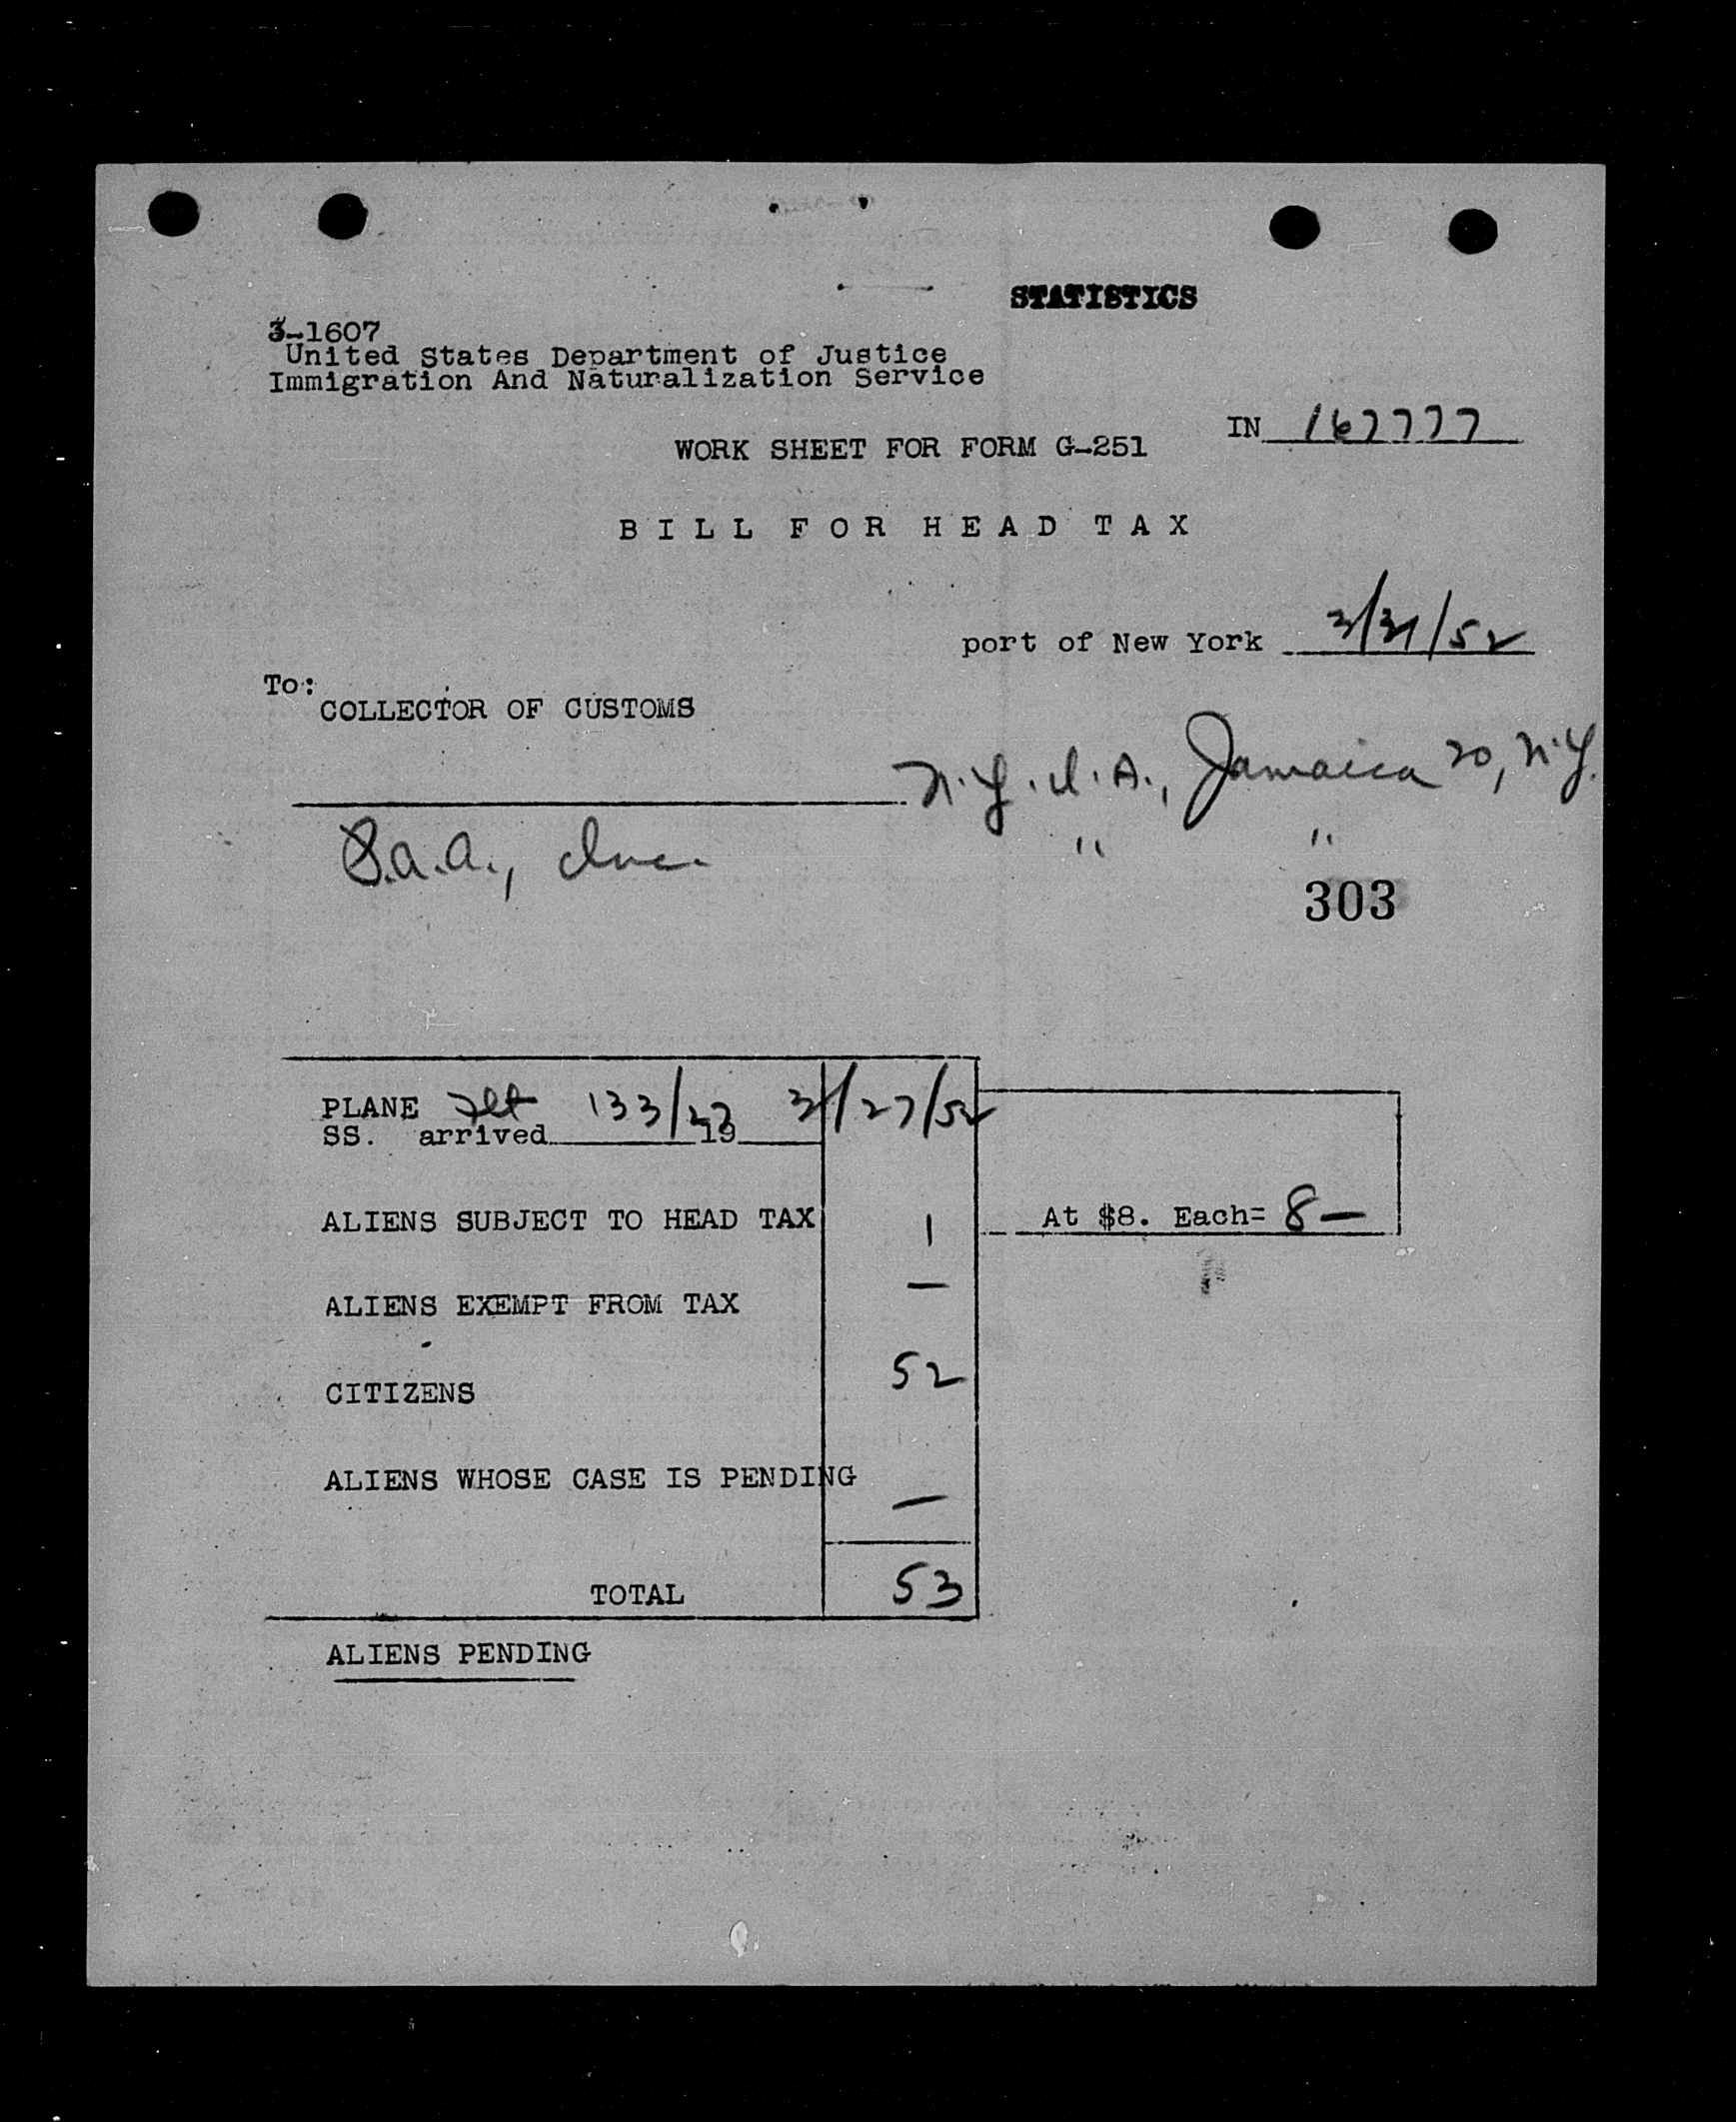 STATISTICS
3-1607
United States Department of Justice
Immigration And Naturalization Service
IN 167777
WORK SHEET FOR FORM G-251
BILL FOR HEAD TAX
port of New York 3/31/52
To:
COLLECTOR OF CUSTOMS
N.Y.I.A., Jamaica 20, N.Y.
S.a.a., Inc. " "
303
PLANE Flt 133/27 3/27/52
SS. arrived 19
ALIENS SUBJECT TO HEAD TAX 1 At $8. Each= 8—
ALIENS EXEMPT FROM TAX —
CITIZENS 52
ALIENS WHOSE CASE IS PENDING —
TOTAL 53
ALIENS PENDING